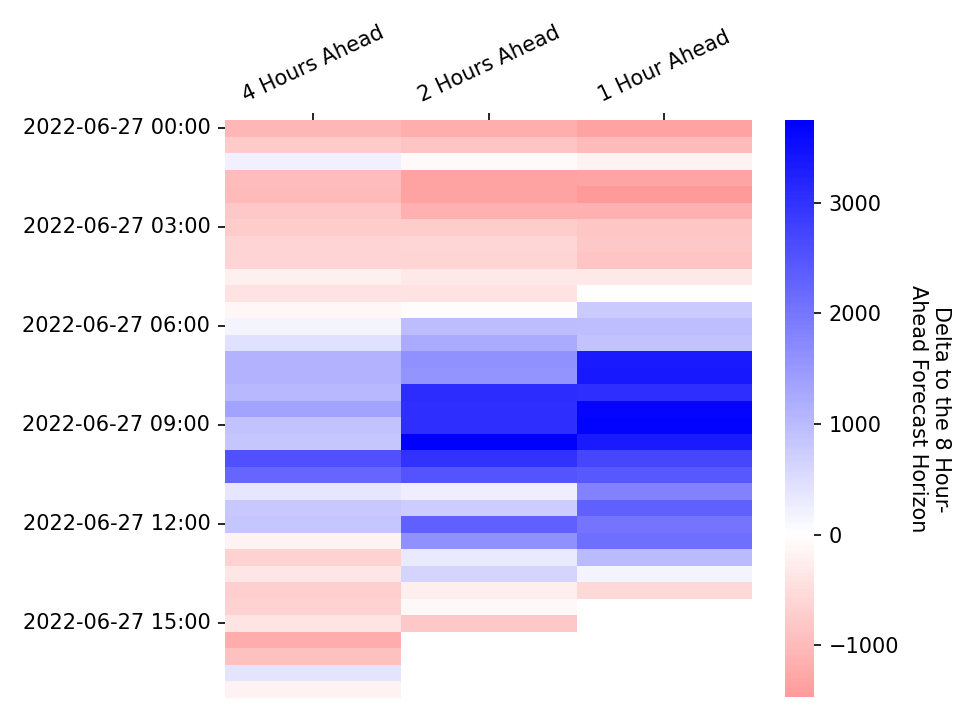 4 Hours Ahead
2 Hours Ahead
1 Hour Ahead
2022-06-27 00:00
2022-06-27 03:00
2022-06-27 06:00
2022-06-27 09:00
2022-06-27 12:00
2022-06-27 15:00
3000
2000
1000
0
−1000
Delta to the 8 Hour-
Ahead Forecast Horizon